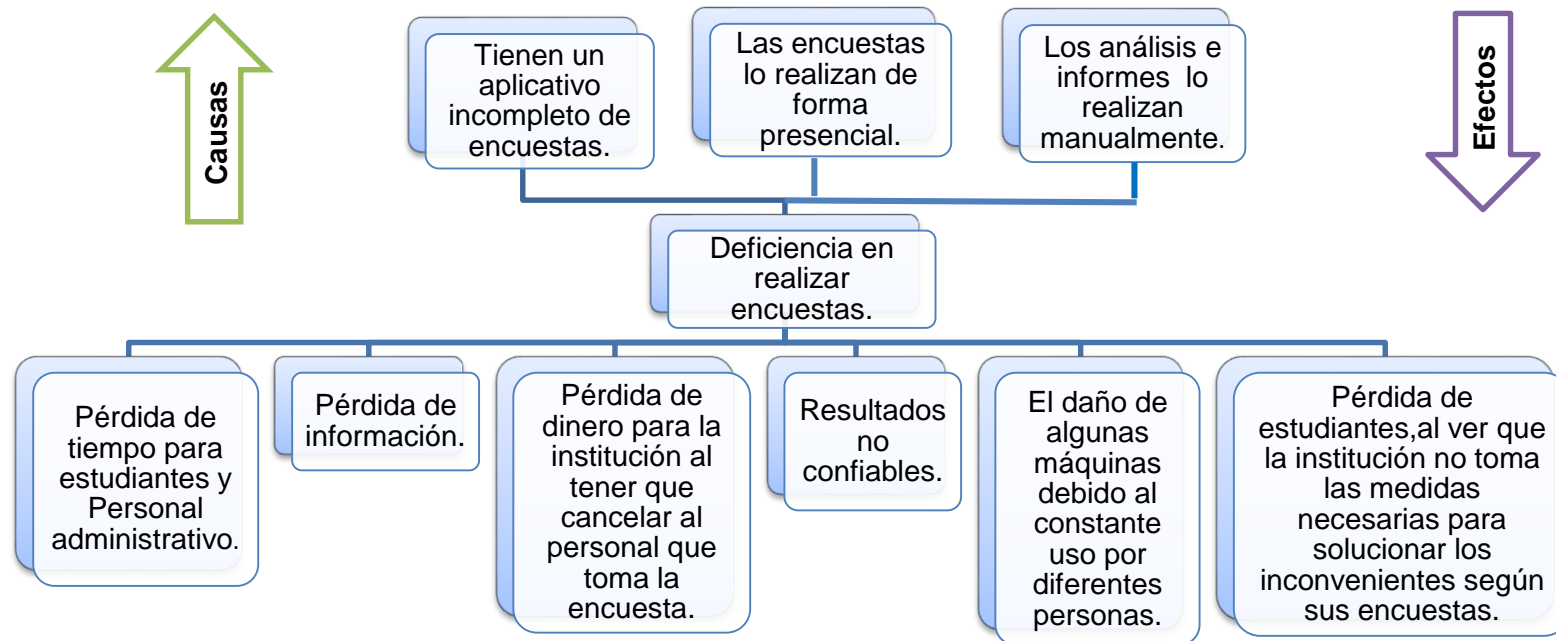 Causas
Tienen un
aplicativo
incompleto de
encuestas.
Las encuestas
lo realizan de
forma
presencial.
Los análisis e
informes lo
realizan
manualmente.
Efectos
Deficiencia en
realizar
encuestas.
Pérdida de
tiempo para
estudiantes y
Personal
administrativo.
Pérdida de
información.
Pérdida de
dinero para la
institución al
tener que
cancelar al
personal que
toma la
encuesta.
Resultados
no
confiables.
El daño de
algunas
máquinas
debido al
constante
uso por
diferentes
personas.
Pérdida de
estudiantes,al ver que
la institución no toma
las medidas
necesarias para
solucionar los
inconvenientes según
sus encuestas.